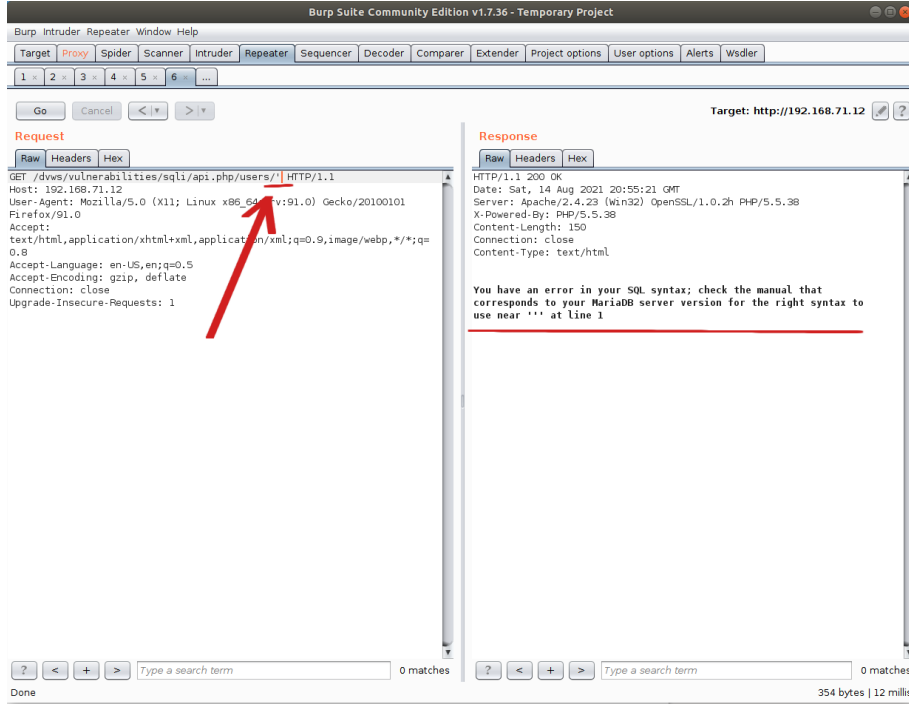 Burp Suite Community Edition v1.7.36 - Temporary Project
Burp Intruder Repeater Window Help
Target Proxy Spider Scanner Intruder Repeater Sequencer Decoder Comparer Extender Project options User options Alerts Wsdler
1 × 2 × 3 × 4 × 5 × 6 × ...
Go Cancel < > Target: http://192.168.71.12 ?
Request
Raw Headers Hex
GET /dvws/vulnerabilities/sqli/api.php/users/' HTTP/1.1
Host: 192.168.71.12
User-Agent: Mozilla/5.0 (X11; Linux x86_64; rv:91.0) Gecko/20100101
Firefox/91.0
Accept:
text/html,application/xhtml+xml,application/xml;q=0.9,image/webp,*/*;q=
0.8
Accept-Language: en-US,en;q=0.5
Accept-Encoding: gzip, deflate
Connection: close
Upgrade-Insecure-Requests: 1
? < + > Type a search term 0 matches
Response
Raw Headers Hex
HTTP/1.1 200 OK
Date: Sat, 14 Aug 2021 20:55:21 GMT
Server: Apache/2.4.23 (Win32) OpenSSL/1.0.2h PHP/5.5.38
X-Powered-By: PHP/5.5.38
Content-Length: 150
Connection: close
Content-Type: text/html
You have an error in your SQL syntax; check the manual that
corresponds to your MariaDB server version for the right syntax to
use near ''' at line 1
? < + > Type a search term 0 matches
Done
354 bytes | 12 millis